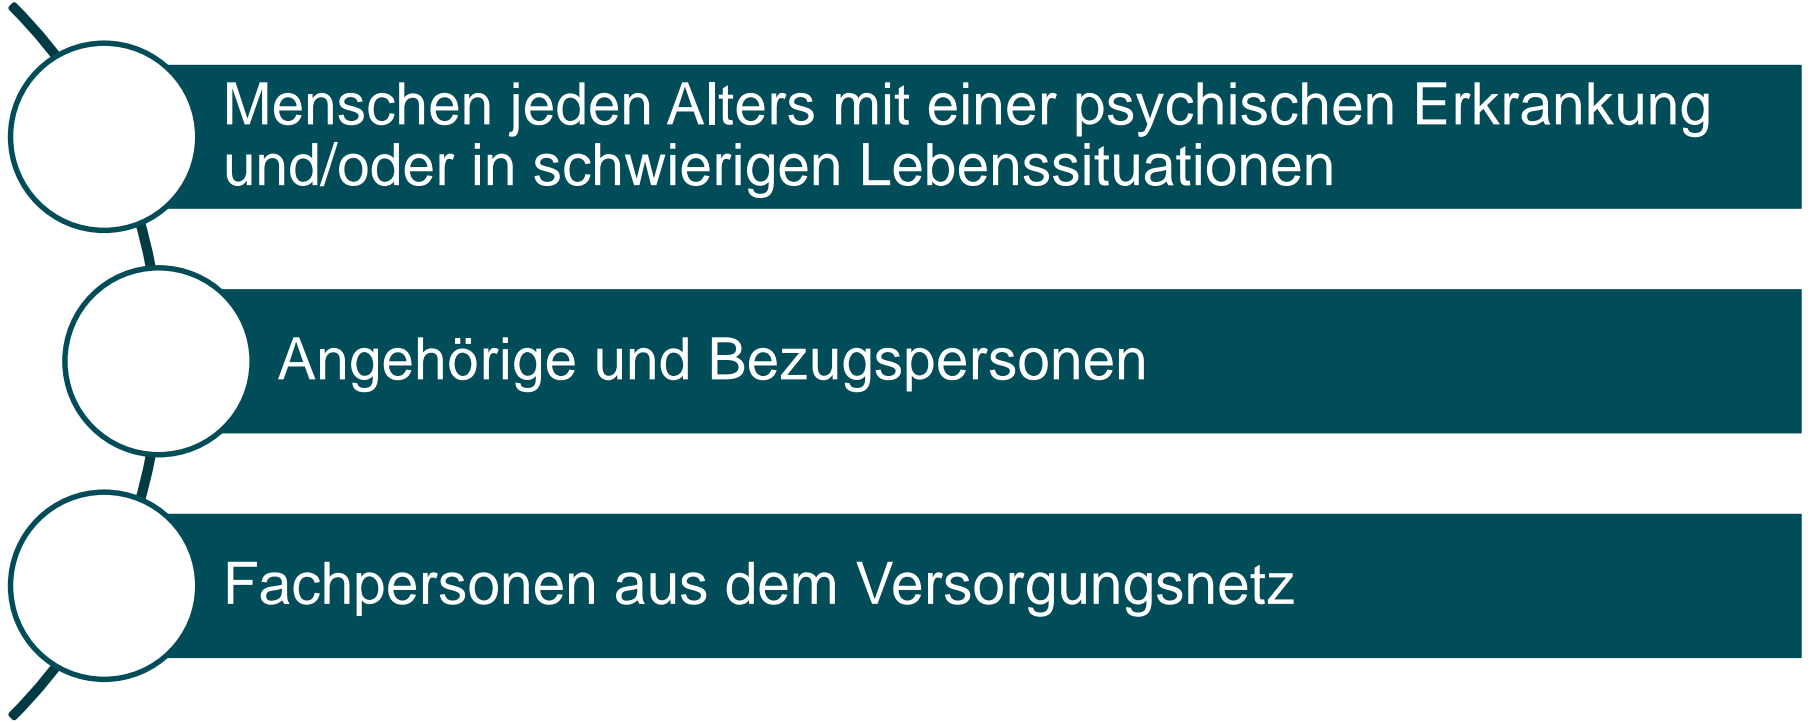 Menschen jeden Alters mit einer psychischen Erkrankung
und/oder in schwierigen Lebenssituationen
Angehörige und Bezugspersonen
Fachpersonen aus dem Versorgungsnetz